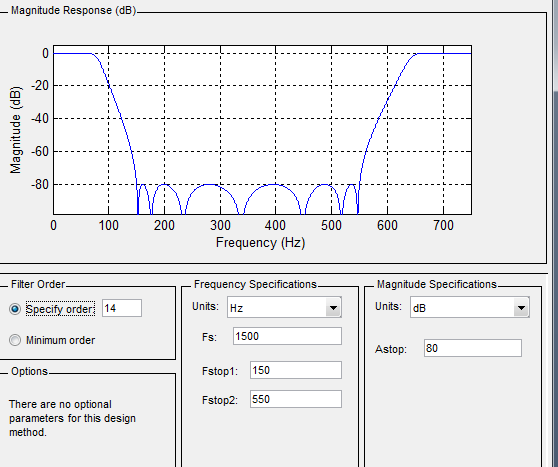 Magnitude Response (dB)
0
-20
-40
-60
-80
Magnitude (dB)
0 100 200 300 400 500 600 700
Frequency (Hz)
Filter Order
Specify order: 14
Minimum order
Options
There are no optional
parameters for this design
method.
Frequency Specifications
Units: Hz
Fs: 1500
Fstop1: 150
Fstop2: 550
Magnitude Specifications
Units: dB
Astop: 80